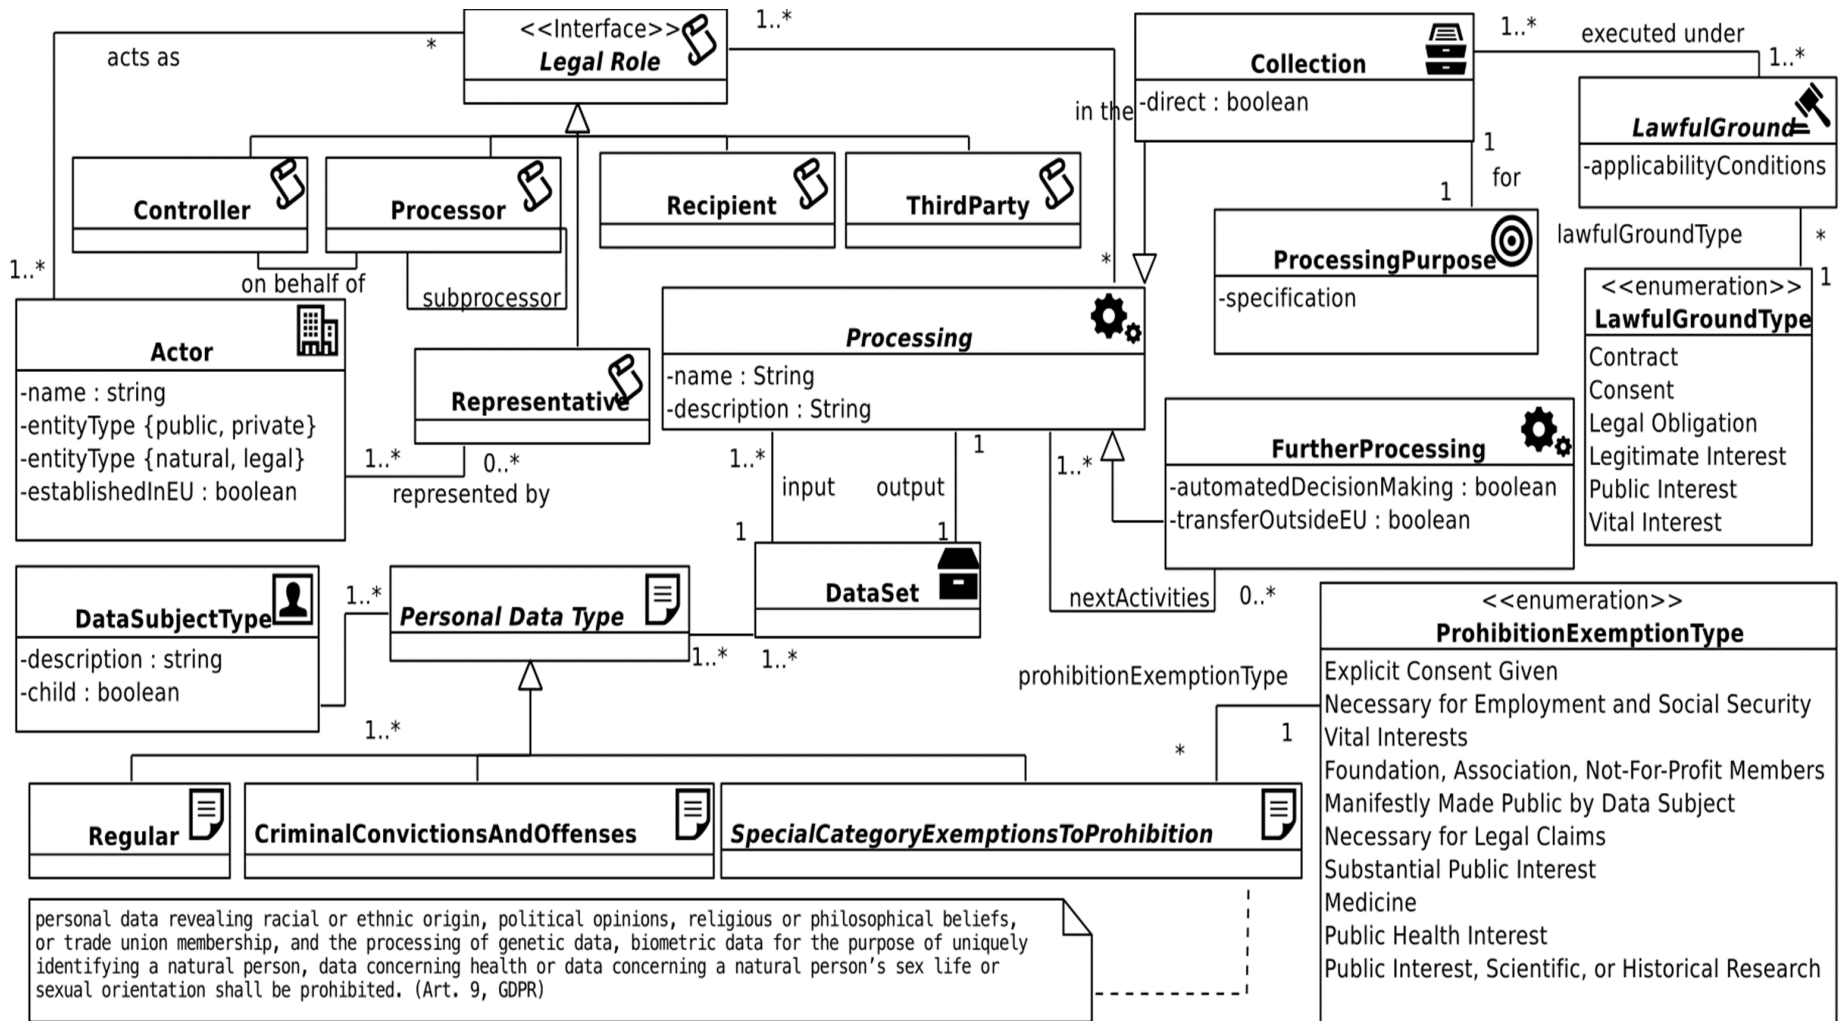 <<Interface>>
Legal Role
1..*
acts as
*
Collection
-direct : boolean
in the
1..*
executed under
1..*
LawfulGround
-applicabilityConditions
Controller
Processor
Recipient
ThirdParty
1
for
1
ProcessingPurpose
-specification
lawfulGroundType
*
1
<<enumeration>>
LawfulGroundType
Contract
Consent
Legal Obligation
Legitimate Interest
Public Interest
Vital Interest
1..*
on behalf of
subprocessor
*
Actor
-name : string
-entityType {public, private}
-entityType {natural, legal}
-establishedInEU : boolean
Representative
1..*
0..*
represented by
Processing
-name : String
-description : String
1..*
input
1
output
1
1
1..*
FurtherProcessing
-automatedDecisionMaking : boolean
-transferOutsideEU : boolean
nextActivities
0..*
DataSubjectType
-description : string
-child : boolean
1..*
1..*
Personal Data Type
1..*
1..*
DataSet
prohibitionExemptionType
*
1
<<enumeration>>
ProhibitionExemptionType
Explicit Consent Given
Necessary for Employment and Social Security
Vital Interests
Foundation, Association, Not-For-Profit Members
Manifestly Made Public by Data Subject
Necessary for Legal Claims
Substantial Public Interest
Medicine
Public Health Interest
Public Interest, Scientific, or Historical Research
Regular
CriminalConvictionsAndOffenses
SpecialCategoryExemptionsToProhibition
personal data revealing racial or ethnic origin, political opinions, religious or philosophical beliefs,
or trade union membership, and the processing of genetic data, biometric data for the purpose of uniquely
identifying a natural person, data concerning health or data concerning a natural person's sex life or
sexual orientation shall be prohibited. (Art. 9, GDPR)